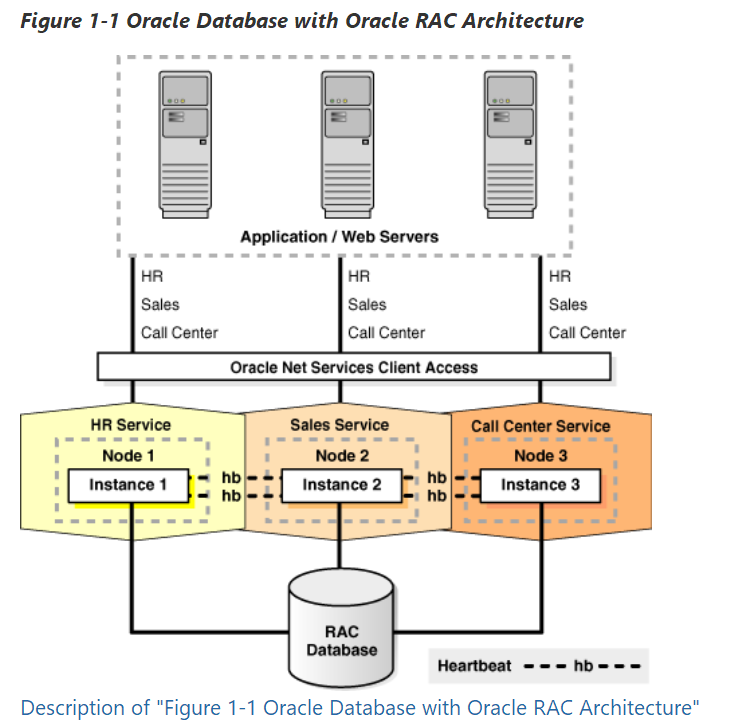 Figure 1-1 Oracle Database with Oracle RAC Architecture
Application / Web Servers
HR HR HR
Sales Sales Sales
Call Center Call Center Call Center
Oracle Net Services Client Access
HR Service Sales Service Call Center Service
Node 1 Node 2 Node 3
Instance 1 hb Instance 2 hb Instance 3
hb hb
RAC
Database
Heartbeat hb
Description of "Figure 1-1 Oracle Database with Oracle RAC Architecture"